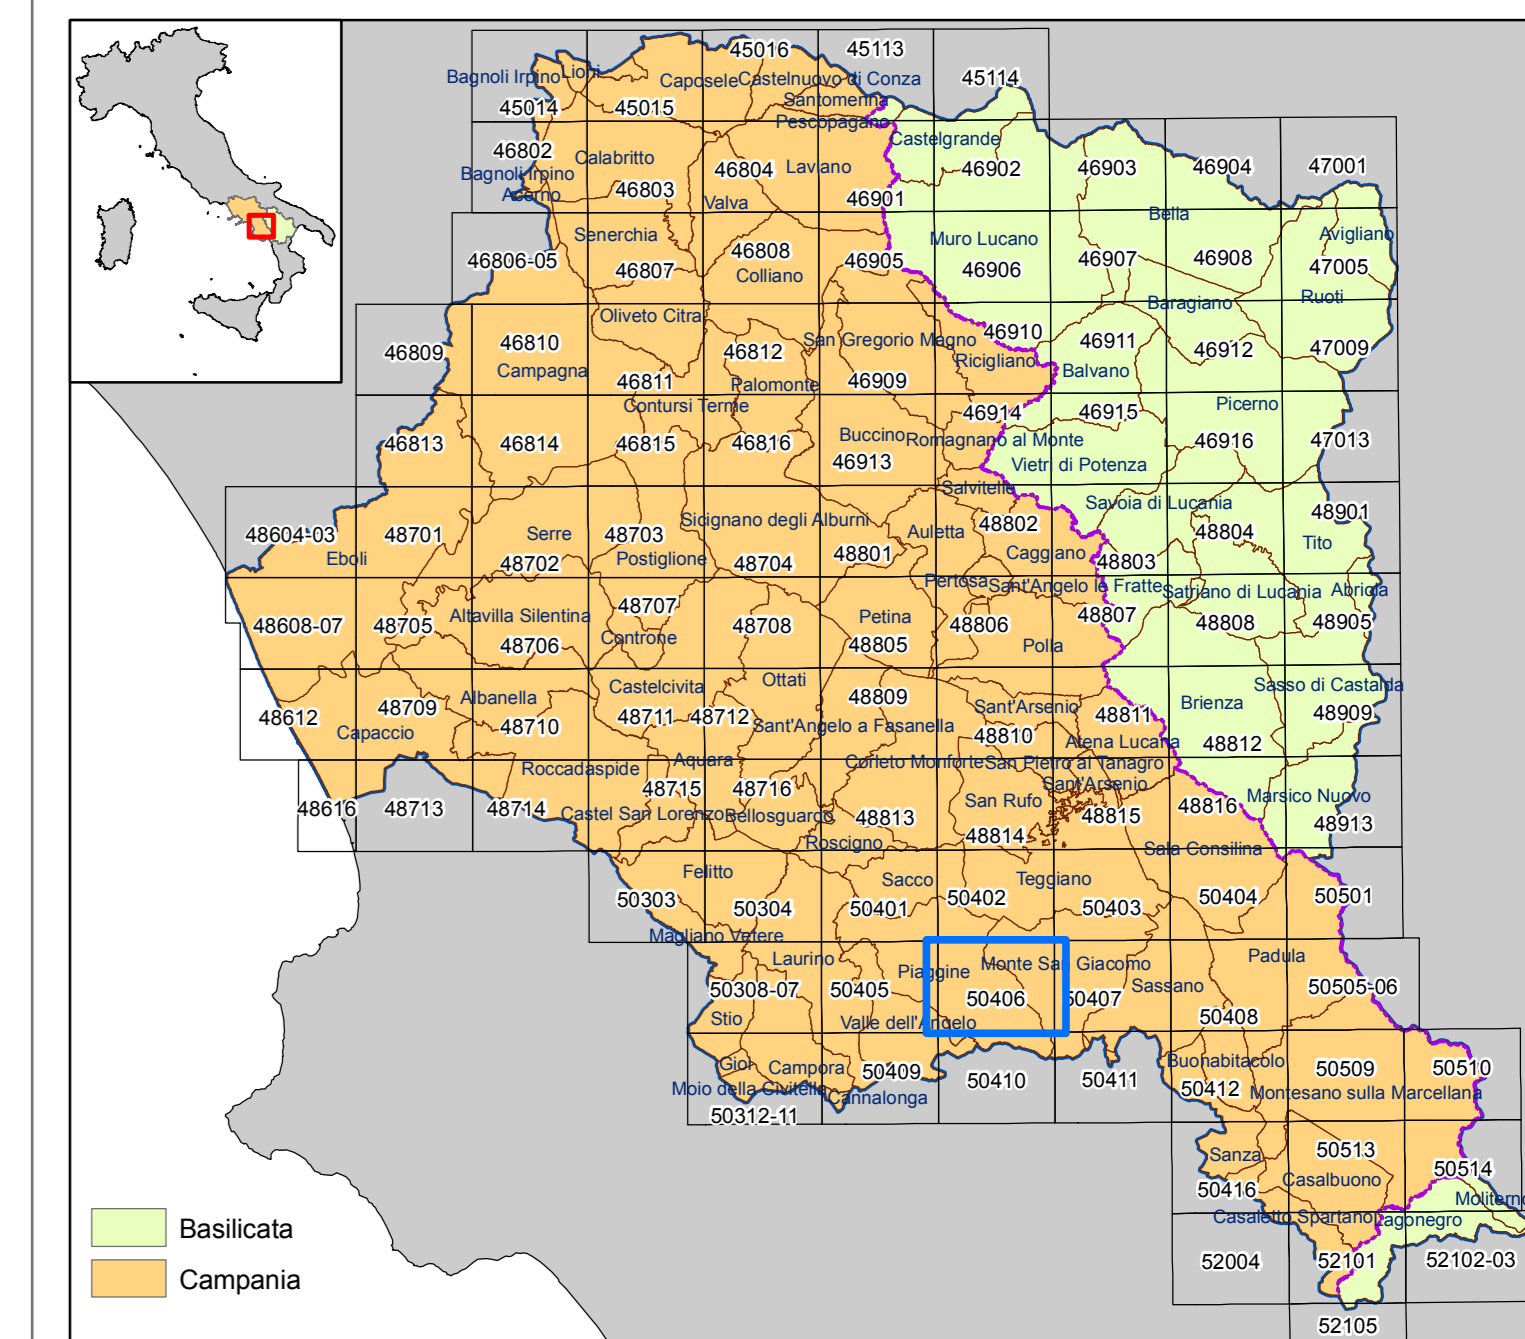 45016
45113
45114
Bagnoli Irpino
Lioni
Caposele
Castelnuovo di Conza
45014
45015
Santomenna
Pescopagano
Castelgrande
46802
Calabritto
46804
Laviano
46902
46903
46904
47001
Bagnoli Irpino
Acerno
46803
Valva
46901
Bella
Senerchia
Muro Lucano
Avigliano
46806-05
46807
46808
Colliano
46905
46906
46907
46908
47005
Baragiano
Ruoti
Oliveto Citra
46809
46810
Campagna
46812
San Gregorio Magno
46910
Ricigliano
46911
Balvano
46912
47009
46811
Palomonte
46909
Contursi Terme
46914
46915
Picerno
46813
46814
46815
46816
Buccino
Romagnano al Monte
46913
Vietri di Potenza
46916
47013
Salvitelle
Savoia di Lucania
48604-03
Eboli
48701
Serre
48702
48703
Postiglione
Sicignano degli Alburni
48704
48801
Auletta
48802
Caggiano
48803
48804
48901
Tito
Pertosa
Sant'Angelo le Fratte
Satriano di Lucania
Abriola
48608-07
48705
Altavilla Silentina
48706
48707
Controne
48708
Petina
48805
48806
Polla
48807
48808
48905
Castelcivita
Ottati
Sasso di Castalda
48612
48709
Capaccio
Albanella
48710
48711
48712
48809
Sant'Angelo a Fasanella
Sant'Arsenio
48810
48811
Atena Lucana
Brienza
48812
48909
Roccadaspide
Aquara
Corleto Monforte
San Pietro al Tanagro
Sant'Arsenio
48616
48713
48714
48715
48716
Castel San Lorenzo
Bellosguardo
48813
Roscigno
San Rufo
48814
48815
48816
Marsico Nuovo
48913
Sala Consilina
Felitto
Sacco
Teggiano
50303
50304
50401
50402
50403
50404
50501
Magliano Vetere
Laurino
Piaggine
Monte San Giacomo
Padula
50308-07
Stio
50405
Valle dell'Angelo
50406
50407
Sassano
50408
50505-06
Gioi
Campora
50409
50410
50411
Buonabitacolo
50412
50509
50510
Montesano sulla Marcellana
Moio della Civitella
Cannalonga
50312-11
Sanza
50513
50514
50416
Casalbuono
Moliterno
Casaletto Spartano
Lagonegro
52004
52101
52102-03
52105
Basilicata
Campania